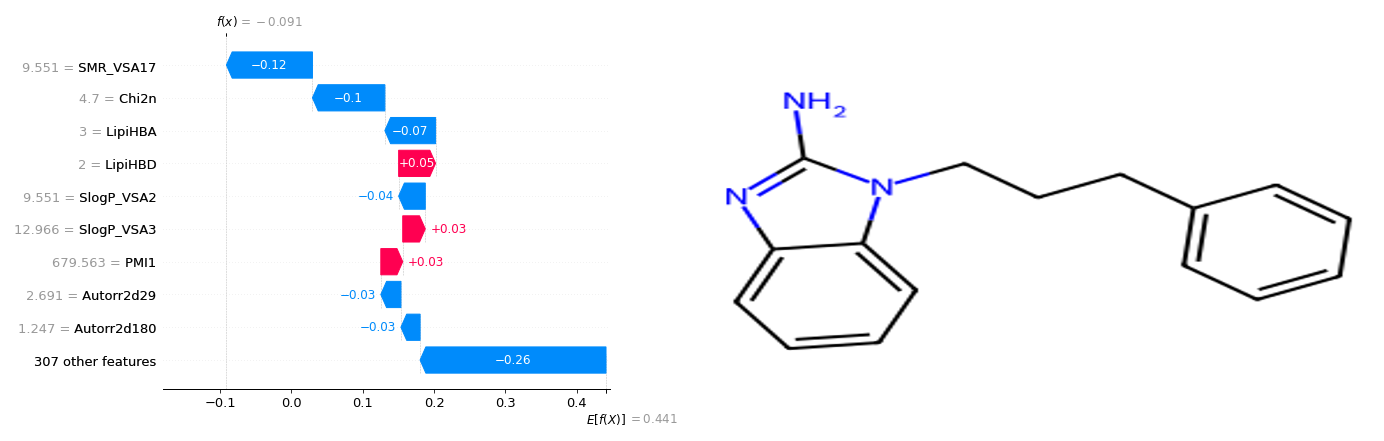 f(x) = −0.091
9.551 = SMR_VSA17
−0.12
4.7 = Chi2n
−0.1
3 = LipiHBA
−0.07
2 = LipiHBD
+0.05
9.551 = SlogP_VSA2
−0.04
12.966 = SlogP_VSA3
+0.03
679.563 = PMI1
+0.03
2.691 = Autorr2d29
−0.03
1.247 = Autorr2d180
−0.03
307 other features
−0.26
−0.1 0.0 0.1 0.2 0.3 0.4
E[f(X)] = 0.441
NH2
N
N